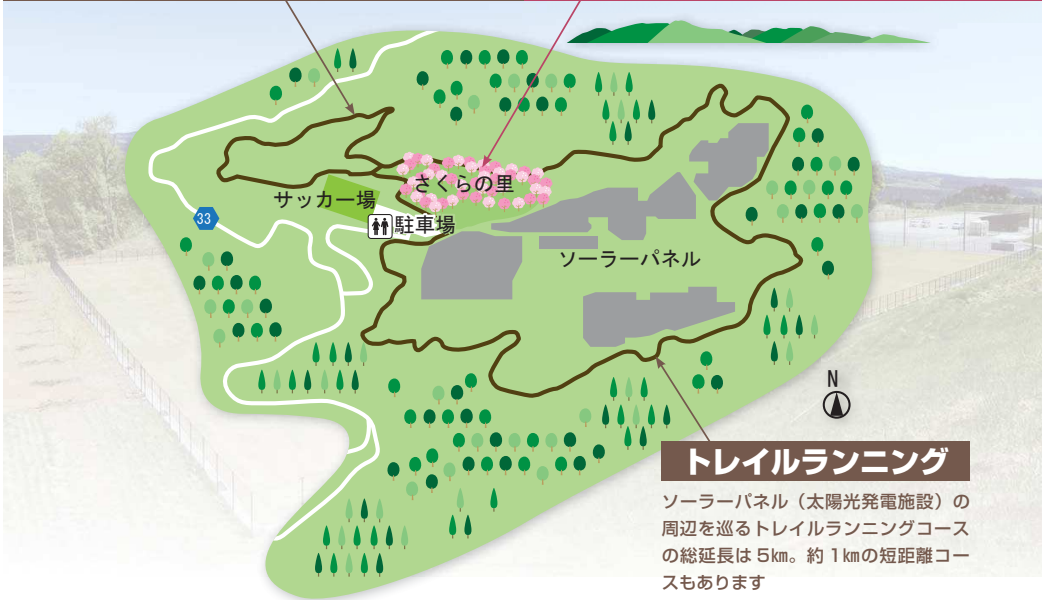 さくらの里
サッカー場
33
駐車場
ソーラーパネル
N
トレイルランニング
ソーラーパネル（太陽光発電施設）の
周辺を巡るトレイルランニングコース
の総延長は5㎞。約1㎞の短距離コー
スもあります